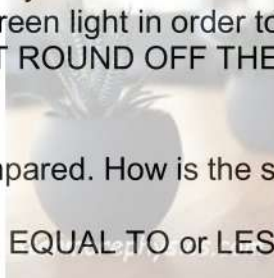 reen light in order to
T ROUND OFF THE
pared. How is the s
EQUAL TO or LES